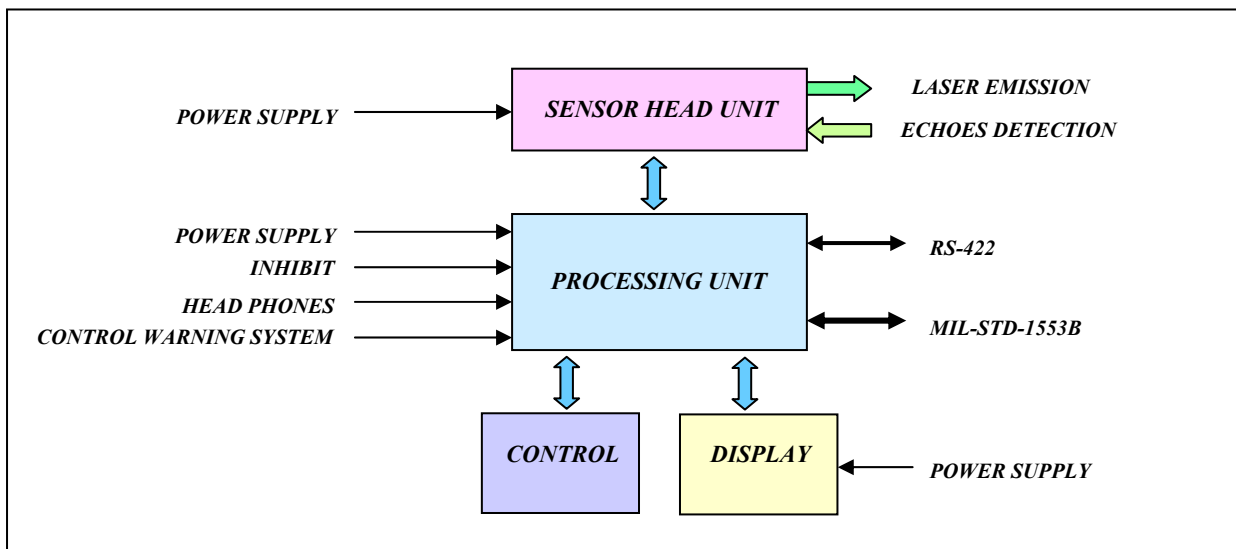 LASER EMISSION
SENSOR HEAD UNIT
POWER SUPPLY
ECHOES DETECTION
POWER SUPPLY
RS-422
INHIBIT
PROCESSING UNIT
HEAD PHONES
MIL-STD-1553B
CONTROL WARNING SYSTEM
CONTROL
DISPLAY
POWER SUPPLY